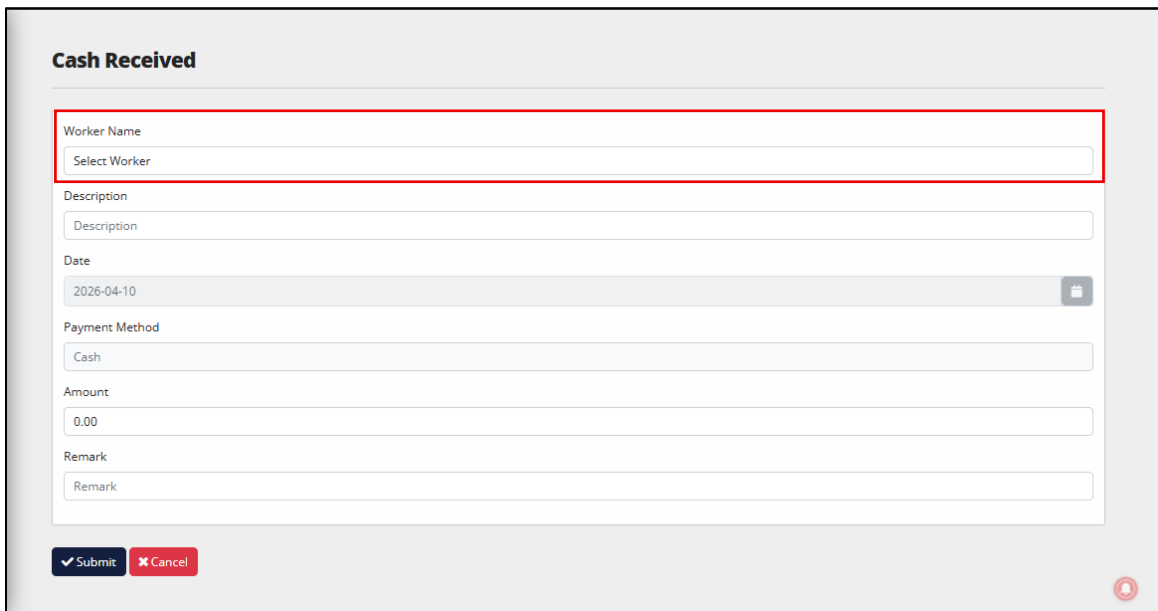 Cash Received
Worker Name
Select Worker
Description
Description
Date
2026-04-10
Payment Method
Cash
Amount
0.00
Remark
Remark
Submit Cancel